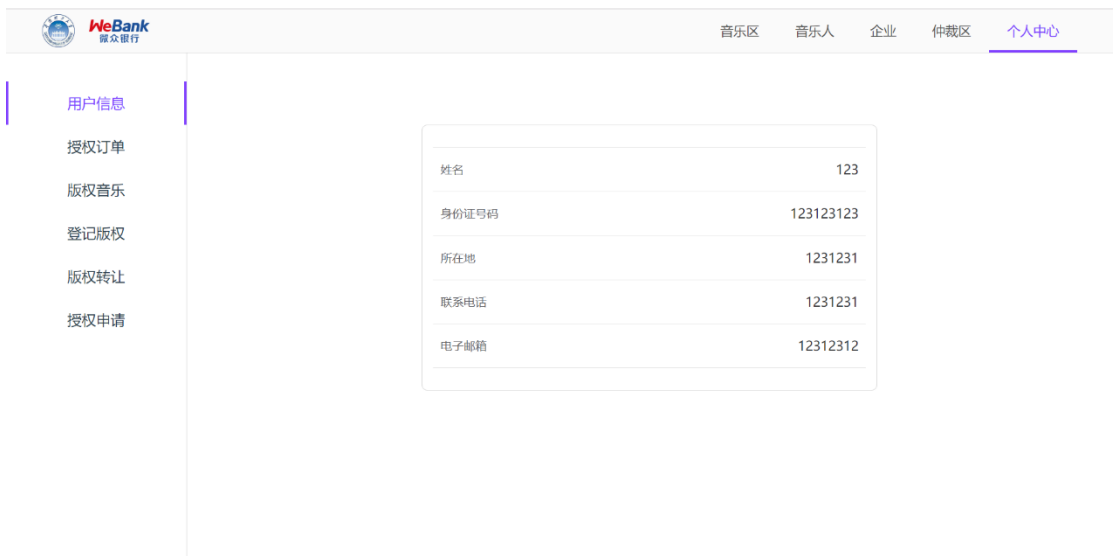 WeBank
微众银行
音乐区 音乐人 企业 仲裁区 个人中心
用户信息
授权订单
版权音乐
登记版权
版权转让
授权申请
姓名 123
身份证号码 123123123
所在地 1231231
联系电话 1231231
电子邮箱 12312312